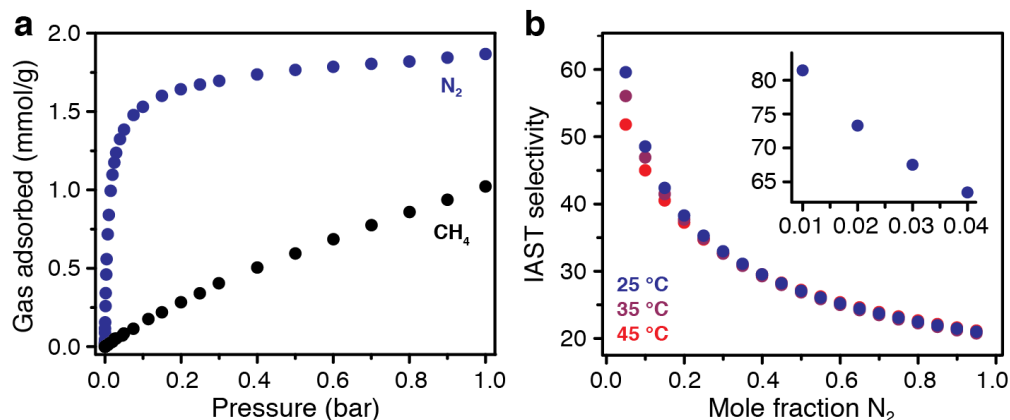 a
2.0
1.5
1.0
0.5
0.0
Gas adsorbed (mmol/g)
N₂
CH₄
0.0 0.2 0.4 0.6 0.8 1.0
Pressure (bar)
b
60
50
40
30
20
IAST selectivity
80
75
70
65
0.01 0.02 0.03 0.04
25 °C
35 °C
45 °C
0.0 0.2 0.4 0.6 0.8 1.0
Mole fraction N₂